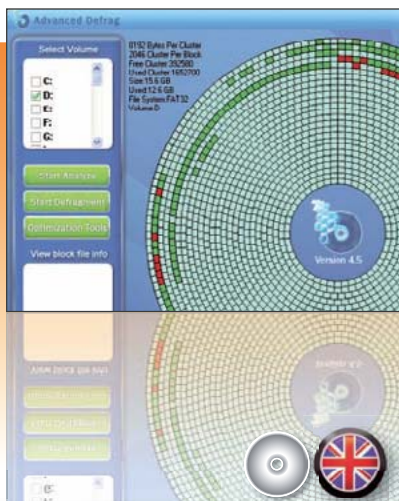 Advanced Defrag
Select Volume
C:
D:
E:
F:
G:
Start Analyze
Start Defragment
Optimization Tools
View block file info
8192 Bytes Per Cluster
2046 Cluster Per Block
Free Cluster 392580
Used Cluster 1652700
Size 15.6 GB
Used 12.6 GB
File System FAT32
Volume D
Version 4.5